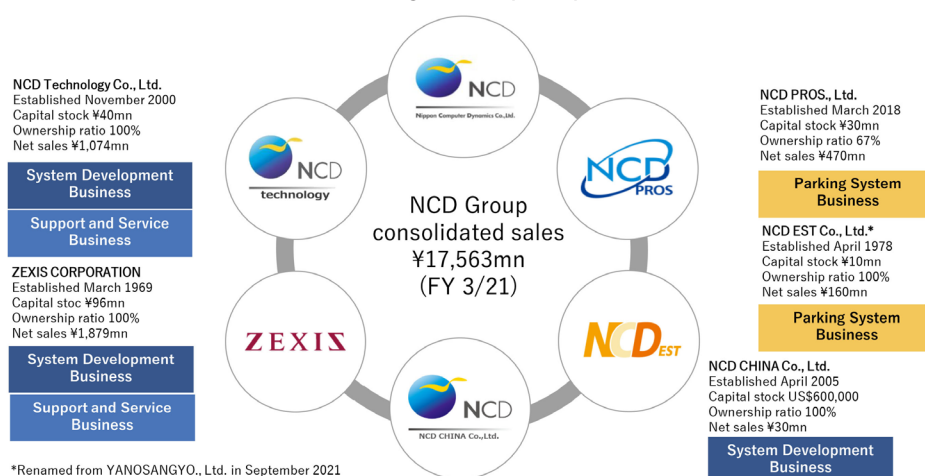 NCD Technology Co., Ltd.
Established November 2000
Capital stock ¥40mn
Ownership ratio 100%
Net sales ¥1,074mn
System Development
Business
Support and Service
Business
ZEXIS CORPORATION
Established March 1969
Capital stoc ¥96mn
Ownership ratio 100%
Net sales ¥1,879mn
System Development
Business
Support and Service
Business
*Renamed from YANOSANGYO., Ltd. in September 2021
NCD
Nippon Computer Dynamics Co.,Ltd.
NCD
technology
NCD
PROS
NCD Group
consolidated sales
¥17,563mn
(FY 3/21)
ZEXIS
NCD EST
NCD
NCD CHINA Co.,Ltd.
NCD PROS., Ltd.
Established March 2018
Capital stock ¥30mn
Ownership ratio 67%
Net sales ¥470mn
Parking System
Business
NCD EST Co., Ltd.*
Established April 1978
Capital stock ¥10mn
Ownership ratio 100%
Net sales ¥160mn
Parking System
Business
NCD CHINA Co., Ltd.
Established April 2005
Capital stock US$600,000
Ownership ratio 100%
Net sales ¥30mn
System Development
Business